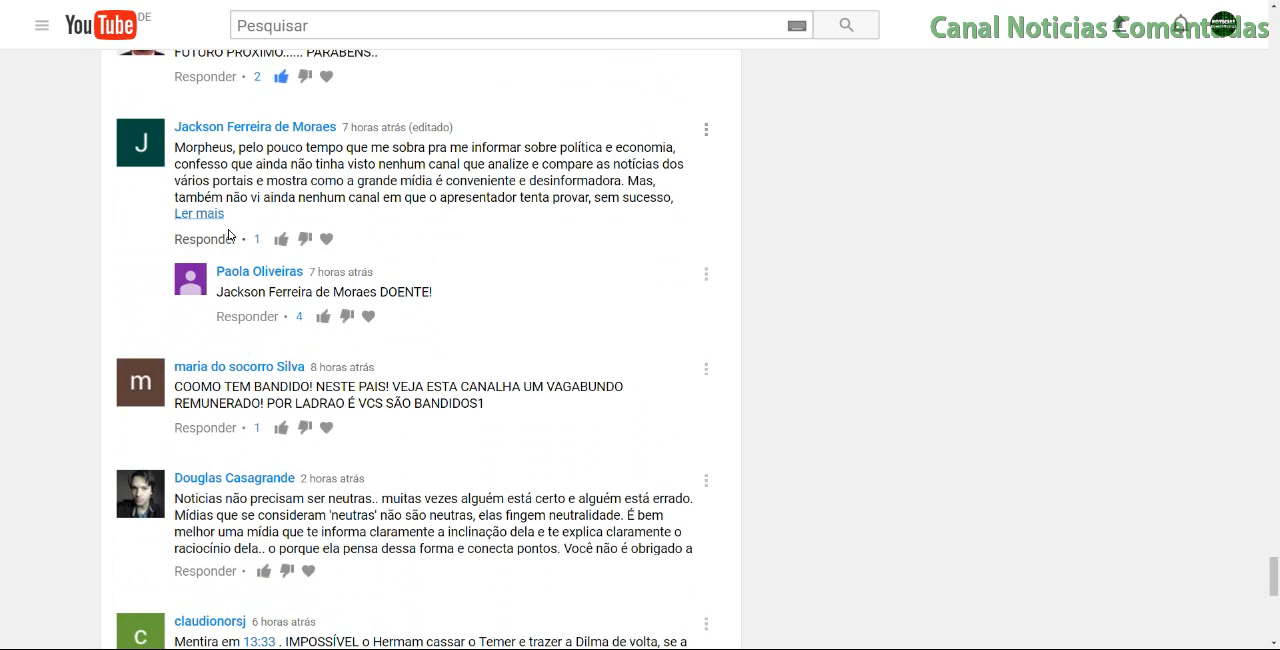 YouTube DE
Pesquisar
Canal Noticias Comentadas
FUTURO PROXIMO...... PARABENS..
Responder • 2
J
Jackson Ferreira de Moraes 7 horas atrás (editado)
Morpheus, pelo pouco tempo que me sobra pra me informar sobre política e economia,
confesso que ainda não tinha visto nenhum canal que analize e compare as notícias dos
vários portais e mostra como a grande mídia é conveniente e desinformadora. Mas,
também não vi ainda nenhum canal em que o apresentador tenta provar, sem sucesso,
Ler mais
Responder • 1
Paola Oliveiras 7 horas atrás
Jackson Ferreira de Moraes DOENTE!
Responder • 4
m
maria do socorro Silva 8 horas atrás
COOMO TEM BANDIDO! NESTE PAIS! VEJA ESTA CANALHA UM VAGABUNDO
REMUNERADO! POR LADRAO É VCS SÃO BANDIDOS1
Responder • 1
Douglas Casagrande 2 horas atrás
Noticias não precisam ser neutras.. muitas vezes alguém está certo e alguém está errado.
Mídias que se consideram 'neutras' não são neutras, elas fingem neutralidade. É bem
melhor uma mídia que te informa claramente a inclinação dela e te explica claramente o
raciocínio dela.. o porque ela pensa dessa forma e conecta pontos. Você não é obrigado a
Responder •
c
claudionorsj 6 horas atrás
Mentira em 13:33 . IMPOSSÍVEL o Hermam cassar o Temer e trazer a Dilma de volta, se a